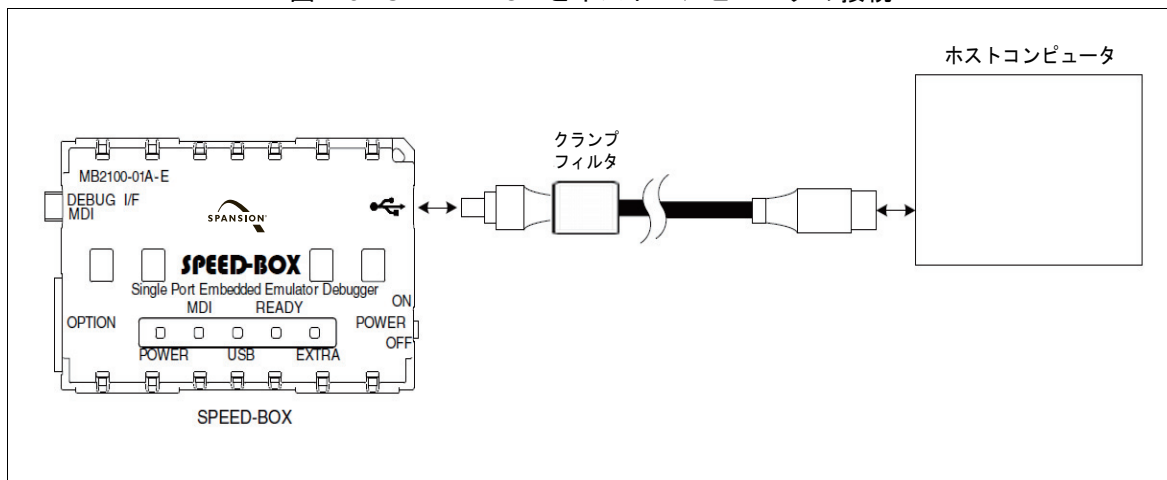 ホストコンピュータ
クランプ
フィルタ
MB2100-01A-E
DEBUG I/F
MDI
SPANSION
SPEED-BOX
Single Port Embedded Emulator Debugger
MDI READY
ON
OPTION
POWER
OFF
POWER USB EXTRA
SPEED-BOX